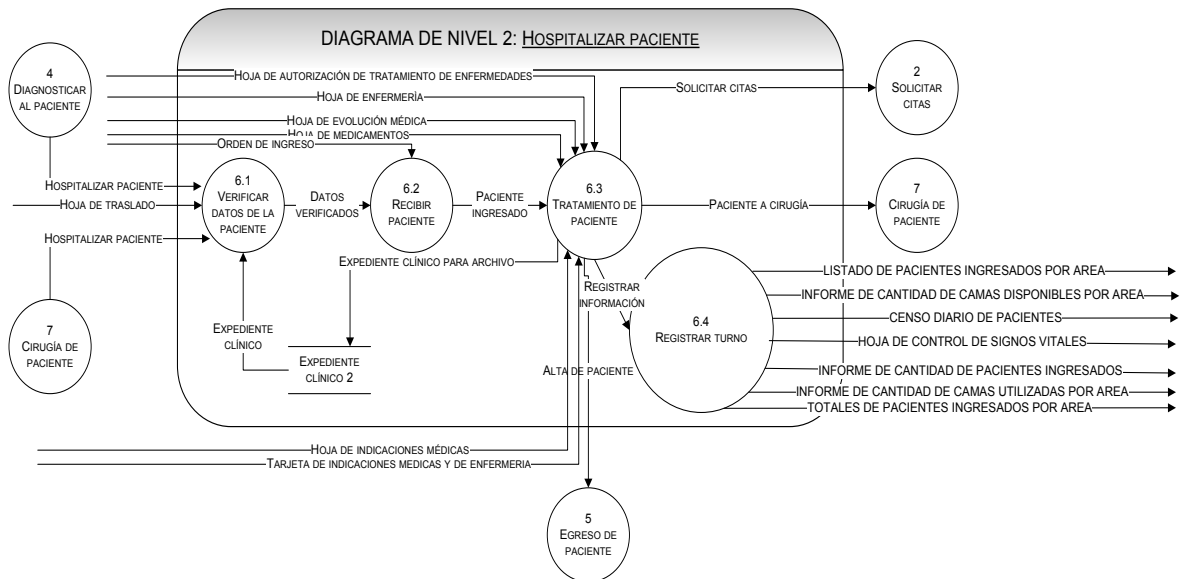 DIAGRAMA DE NIVEL 2: HOSPITALIZAR PACIENTE
4
DIAGNOSTICAR
AL PACIENTE
HOJA DE AUTORIZACIÓN DE TRATAMIENTO DE ENFERMEDADES
HOJA DE ENFERMERÌA
HOJA DE EVOLUCIÓN MÉDICA
HOJA DE MEDICAMENTOS
ORDEN DE INGRESO
SOLICITAR CITAS
2
SOLICITAR
CITAS
HOSPITALIZAR PACIENTE
HOJA DE TRASLADO
HOSPITALIZAR PACIENTE
6.1
VERIFICAR
DATOS DE LA
PACIENTE
DATOS
VERIFICADOS
6.2
RECIBIR
PACIENTE
PACIENTE
INGRESADO
6.3
TRATAMIENTO DE
PACIENTE
PACIENTE A CIRUGÍA
7
CIRUGÍA DE
PACIENTE
EXPEDIENTE CLÍNICO PARA ARCHIVO
REGISTRAR
INFORMACIÓN
7
CIRUGÍA DE
PACIENTE
EXPEDIENTE
CLÍNICO
EXPEDIENTE
CLÍNICO 2
ALTA DE PACIENTE
6.4
REGISTRAR TURNO
LISTADO DE PACIENTES INGRESADOS POR AREA
INFORME DE CANTIDAD DE CAMAS DISPONIBLES POR AREA
CENSO DIARIO DE PACIENTES
HOJA DE CONTROL DE SIGNOS VITALES
INFORME DE CANTIDAD DE PACIENTES INGRESADOS
INFORME DE CANTIDAD DE CAMAS UTILIZADAS POR AREA
TOTALES DE PACIENTES INGRESADOS POR AREA
HOJA DE INDICACIONES MÉDICAS
TARJETA DE INDICACIONES MEDICAS Y DE ENFERMERIA
5
EGRESO DE
PACIENTE